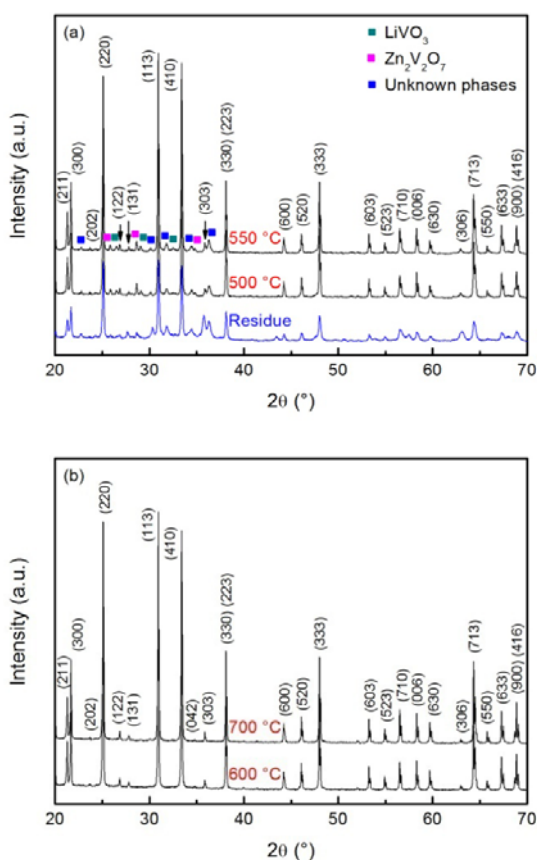 (a)
LiVO₃
Zn₂V₂O₇
Unknown phases
(211)
(300)
(202)
(220)
(122)
(131)
(113)
(410)
(303)
(330) (223)
(600)
(520)
(333)
(603)
(523)
(710)
(006)
(630)
(306)
(713)
(550)
(633)
(900) (416)
550 °C
500 °C
Residue
Intensity (a.u.)
20 30 40 50 60 70
2θ (°)
(b)
(211)
(300)
(202)
(220)
(122)
(131)
(113)
(410)
(042)
(303)
(330) (223)
(600)
(520)
(333)
(603)
(523)
(710)
(006)
(630)
(306)
(713)
(550)
(633)
(900) (416)
700 °C
600 °C
Intensity (a.u.)
20 30 40 50 60 70
2θ (°)